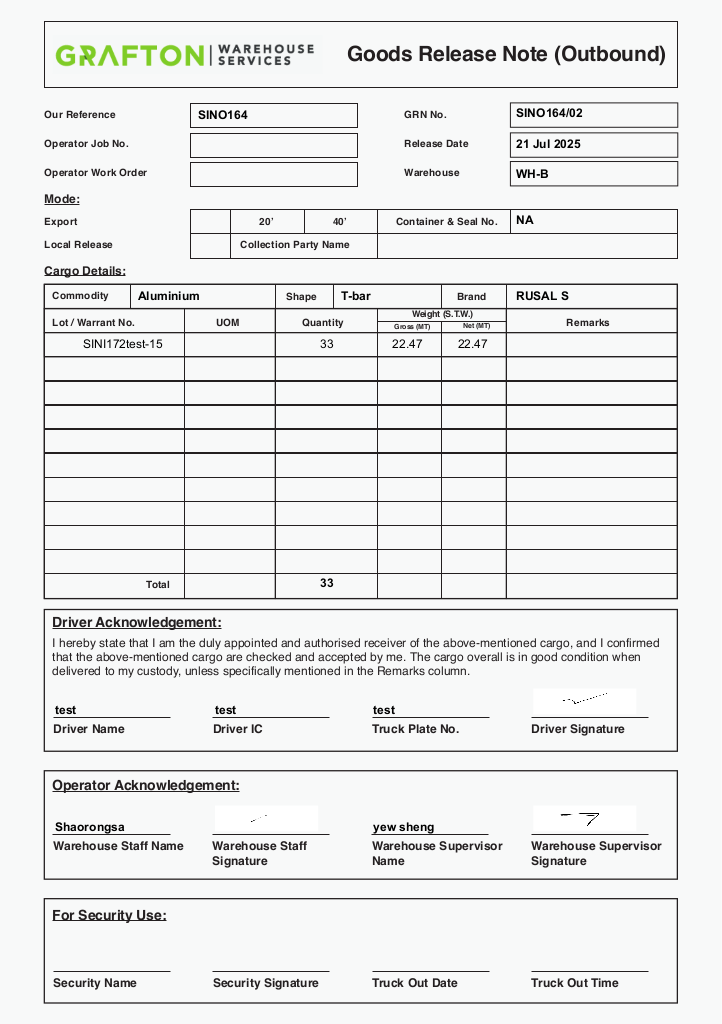 GRAFTON | WAREHOUSE SERVICES
Goods Release Note (Outbound)
Our Reference SINO164 GRN No. SINO164/02
Operator Job No. Release Date 21 Jul 2025
Operator Work Order Warehouse WH-B
Mode:
Export 20' 40' Container & Seal No. NA
Local Release Collection Party Name
Cargo Details:
Commodity Aluminium Shape T-bar Brand RUSAL S
Lot / Warrant No. UOM Quantity Weight (S.T.W.) Remarks
Gross (MT) Net (MT)
SINI172test-15 33 22.47 22.47
Total 33
Driver Acknowledgement:
I hereby state that I am the duly appointed and authorised receiver of the above-mentioned cargo, and I confirmed
that the above-mentioned cargo are checked and accepted by me. The cargo overall is in good condition when
delivered to my custody, unless specifically mentioned in the Remarks column.
test test test
Driver Name Driver IC Truck Plate No. Driver Signature
Operator Acknowledgement:
Shaorongsa yew sheng
Warehouse Staff Name Warehouse Staff Signature Warehouse Supervisor Name Warehouse Supervisor Signature
For Security Use:
Security Name Security Signature Truck Out Date Truck Out Time